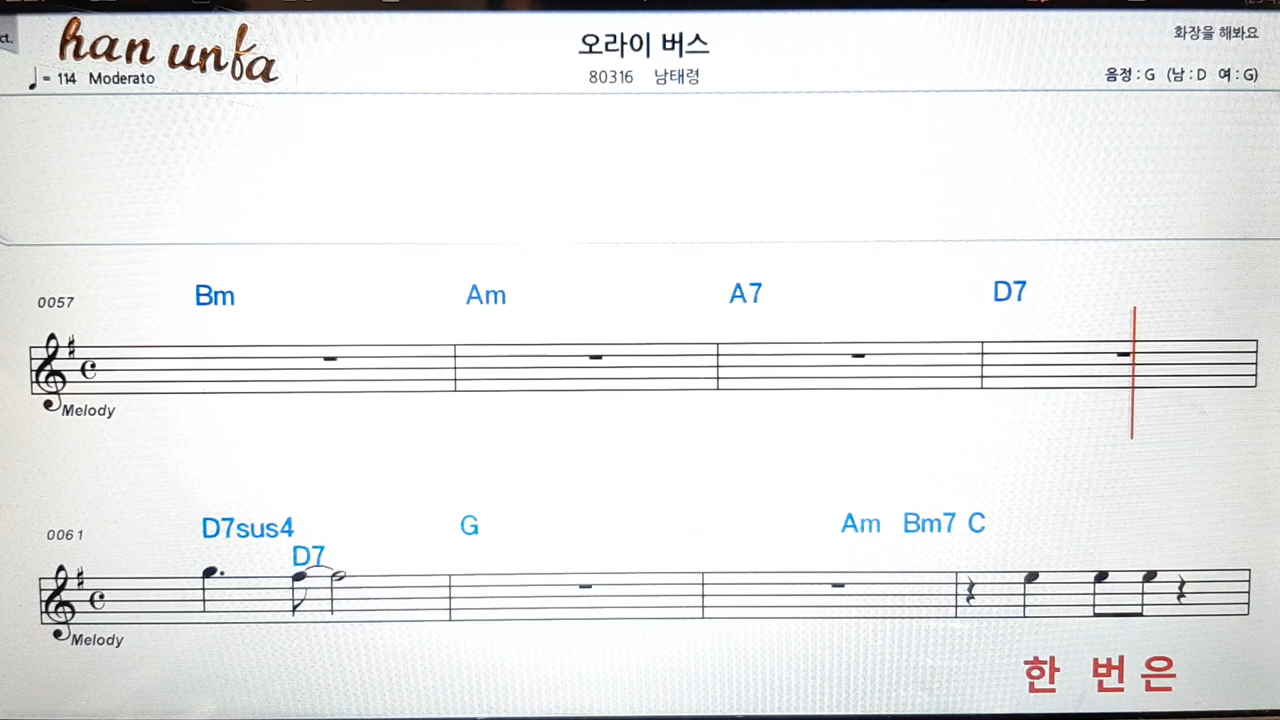 ct.
han unfa
화장을 해봐요
오라이 버스
♩= 114 Moderato
80316 남태령
음정 : G (남 : D 여 : G)
0057
Bm Am A7 D7
Melody
0061
D7sus4 G Am Bm7 C
D7
Melody
한 번 은